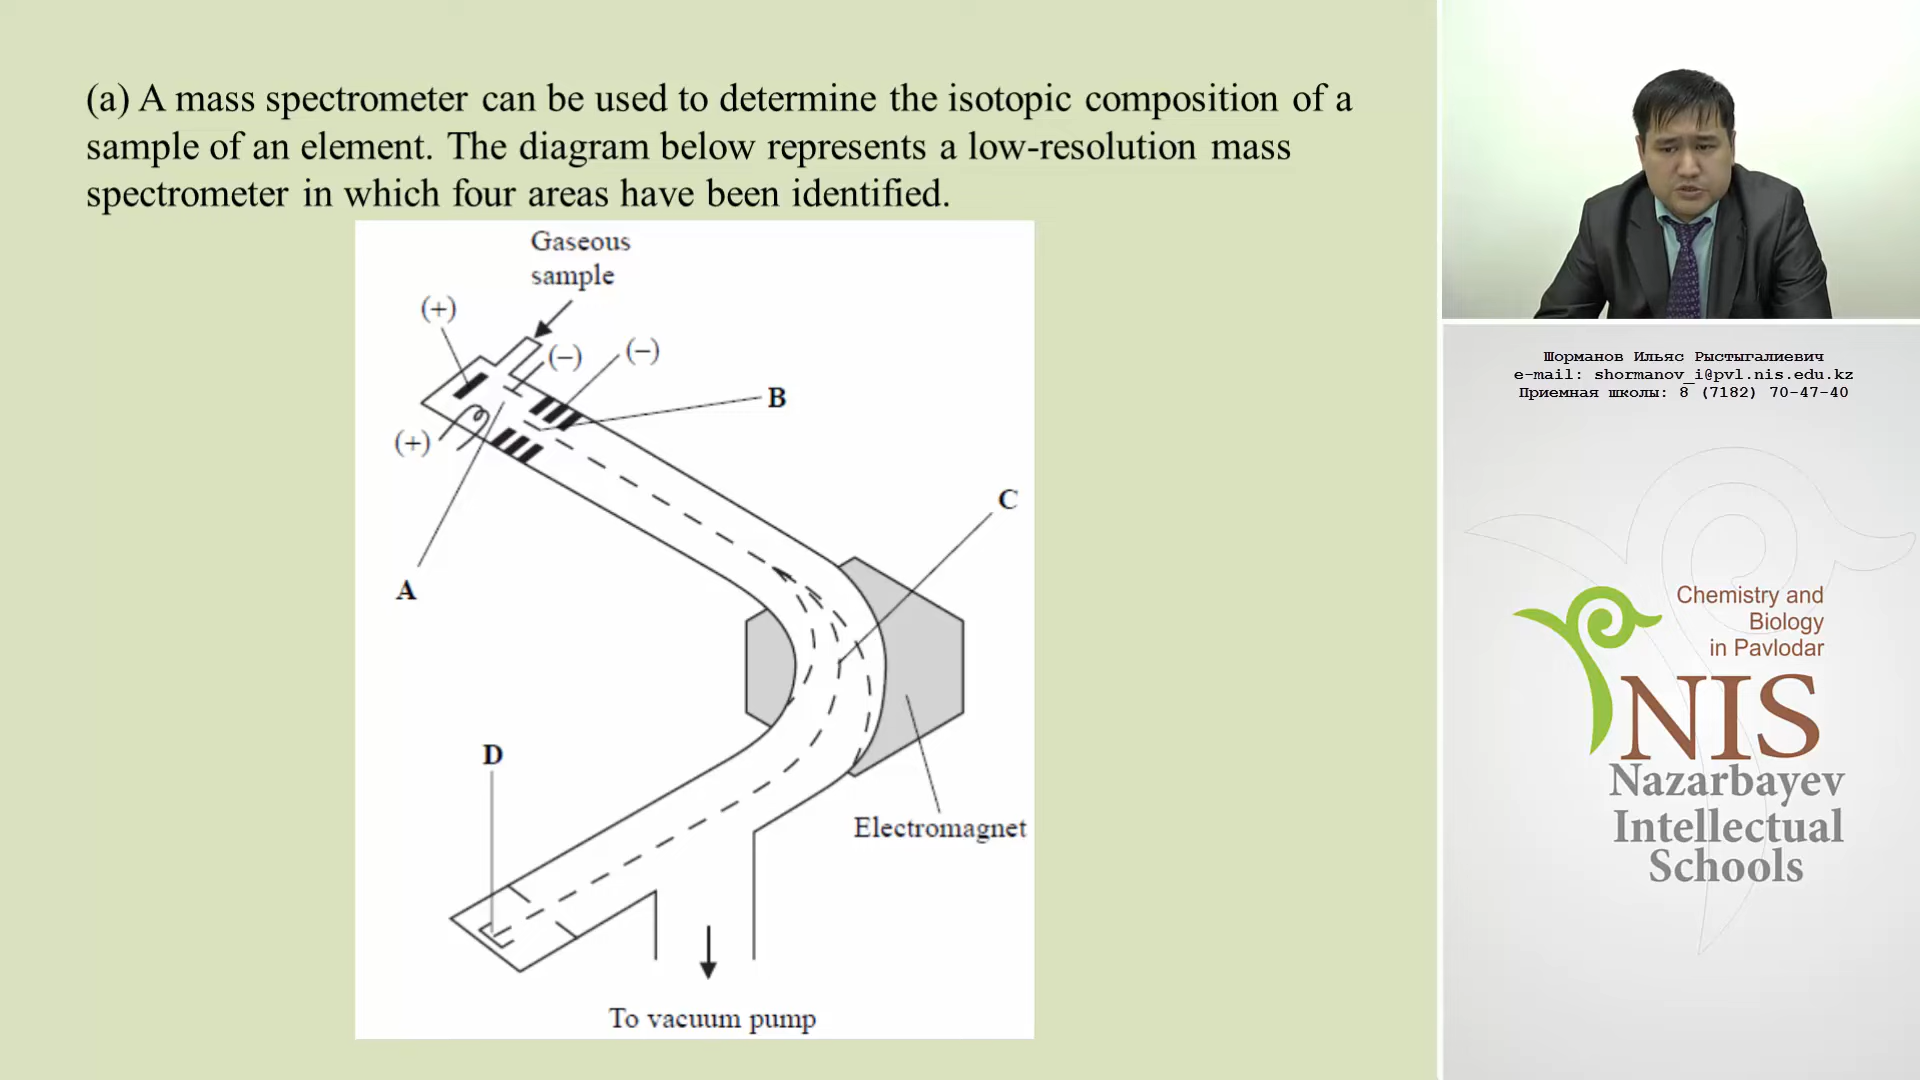 (a) A mass spectrometer can be used to determine the isotopic composition of a
sample of an element. The diagram below represents a low-resolution mass
spectrometer in which four areas have been identified.
Gaseous
sample
(+)
(–)
(–)
B
(+)
C
A
D
Electromagnet
To vacuum pump
Шорманов Ильяс Рыстыгалиевич
e-mail: shormanov_i@pvl.nis.edu.kz
Приемная школы: 8 (7182) 70-47-40
Chemistry and
Biology
in Pavlodar
NIS
Nazarbayev
Intellectual
Schools